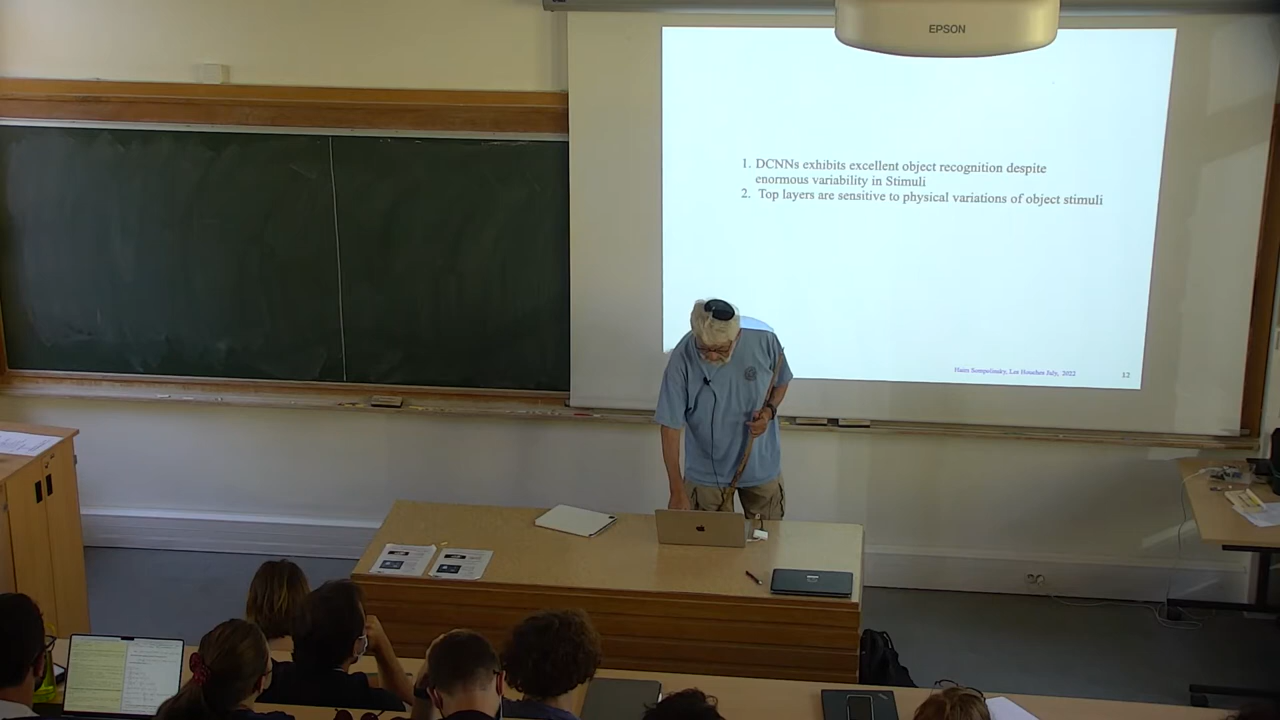 EPSON
1. DCNNs exhibits excellent object recognition despite
enormous variability in Stimuli
2. Top layers are sensitive to physical variations of object stimuli
Haim Sompolinsky, Les Houches July, 2022
12